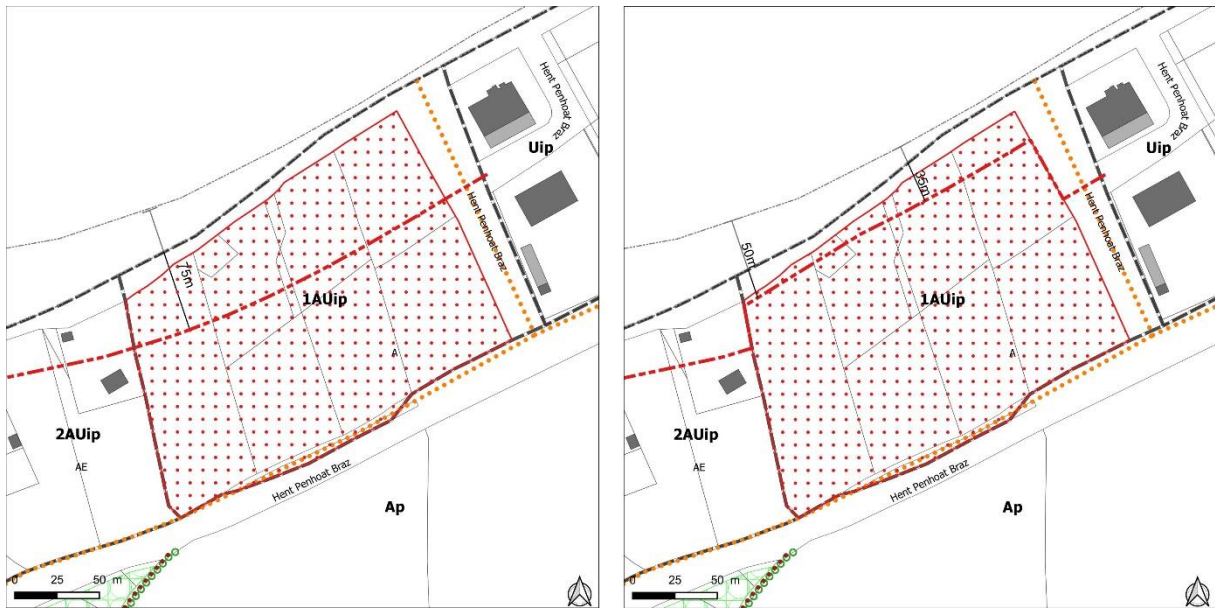 Hent Penhoat Braz
Uip
75m
Hent Penhoat Braz
1AUip
A
2AUip
AE
Hent Penhoat Braz
Ap
0 25 50 m
Hent Penhoat Braz
Uip
35m
Hent Penhoat Braz
50m
1AUip
A
2AUip
AE
Hent Penhoat Braz
Ap
0 25 50 m